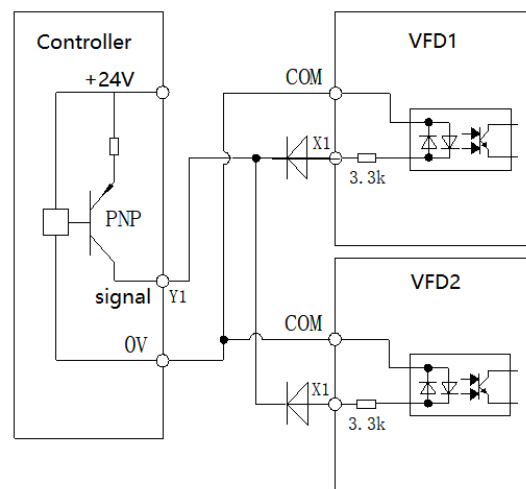 Controller
+24V
PNP
signal
Y1
0V
VFD1
COM
X1
3.3k
VFD2
COM
X1
3.3k